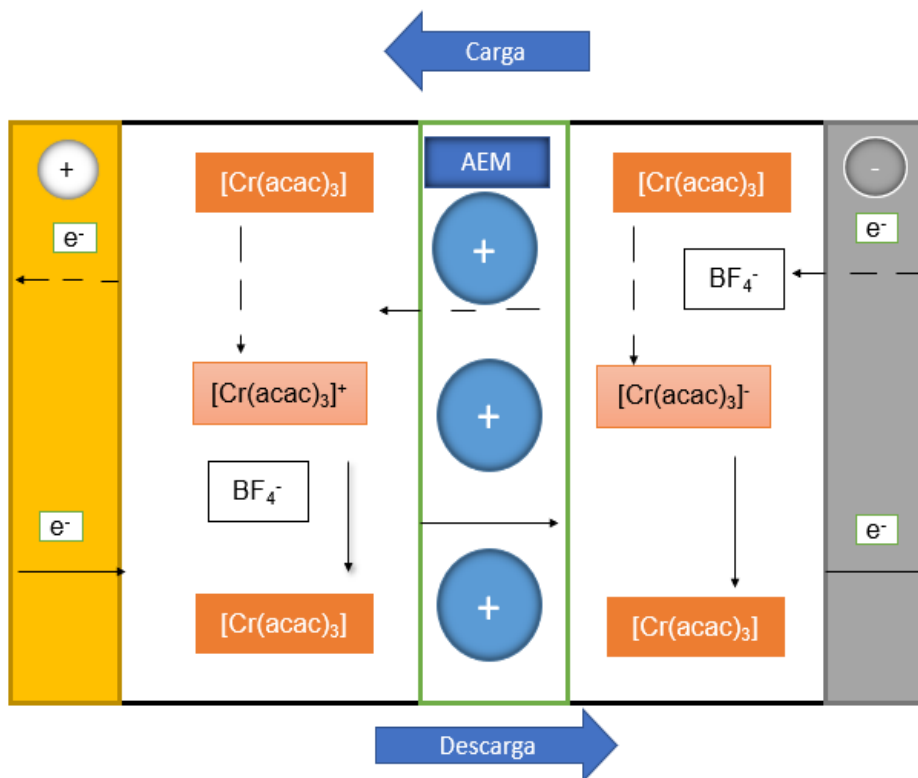 Carga
+
AEM
-
[Cr(acac)₃]
[Cr(acac)₃]
e⁻
e⁻
+
BF₄⁻
[Cr(acac)₃]⁺
+
[Cr(acac)₃]⁻
BF₄⁻
e⁻
e⁻
[Cr(acac)₃]
+
[Cr(acac)₃]
Descarga